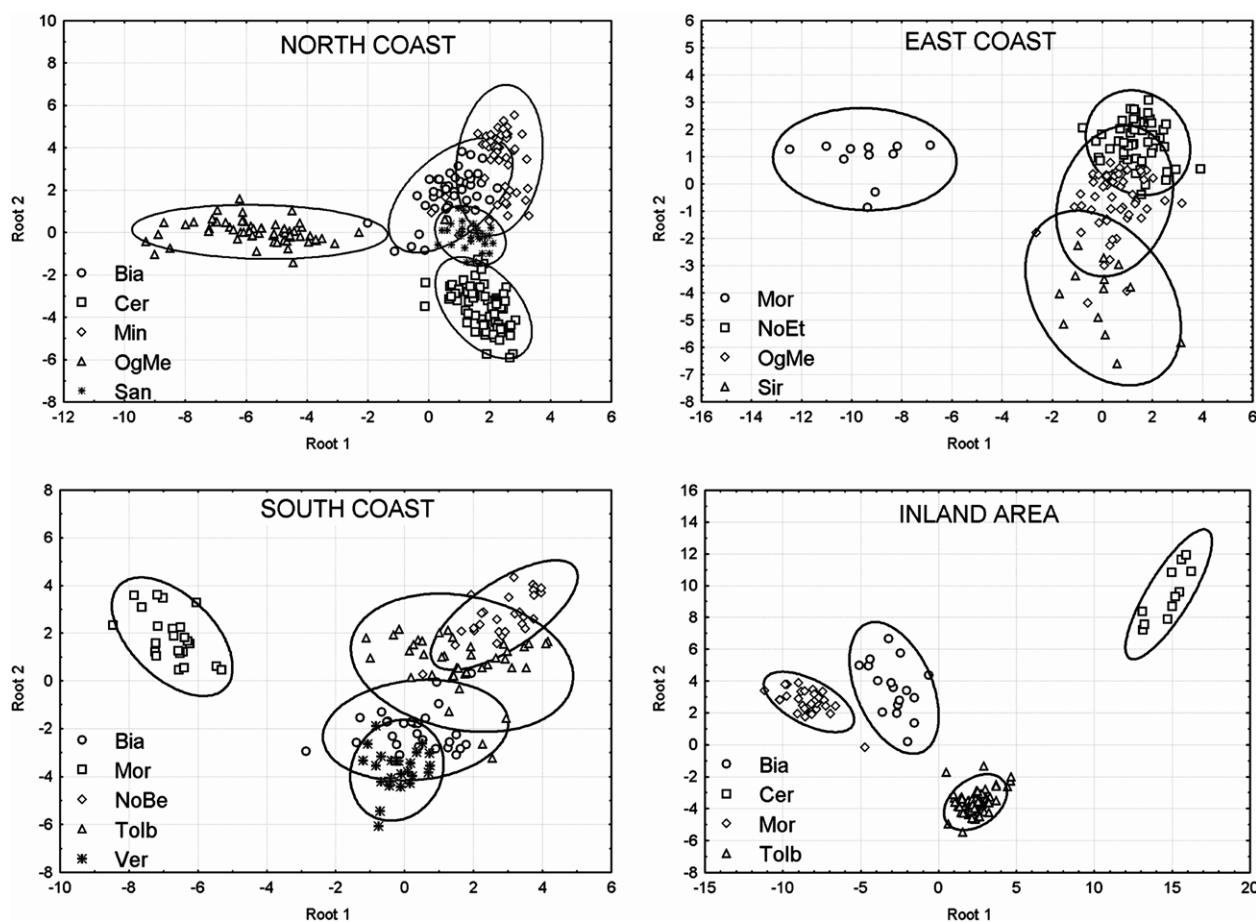 NORTH COAST
10
8
6
4
2
0
-2
-4
-6
-8
Root 2
Bia
Cer
Min
OgMe
San
-12 -10 -8 -6 -4 -2 0 2 4 6
Root 1
EAST COAST
6
5
4
3
2
1
0
-1
-2
-3
-4
-5
-6
-7
-8
Root 2
Mor
NoEt
OgMe
Sir
-16 -14 -12 -10 -8 -6 -4 -2 0 2 4 6
Root 1
SOUTH COAST
8
6
4
2
0
-2
-4
-6
-8
Root 2
Bia
Mor
NoBe
Tolb
Ver
-10 -8 -6 -4 -2 0 2 4 6
Root 1
INLAND AREA
16
14
12
10
8
6
4
2
0
-2
-4
-6
-8
Root 2
Bia
Cer
Mor
Tolb
-15 -10 -5 0 5 10 15 20
Root 1